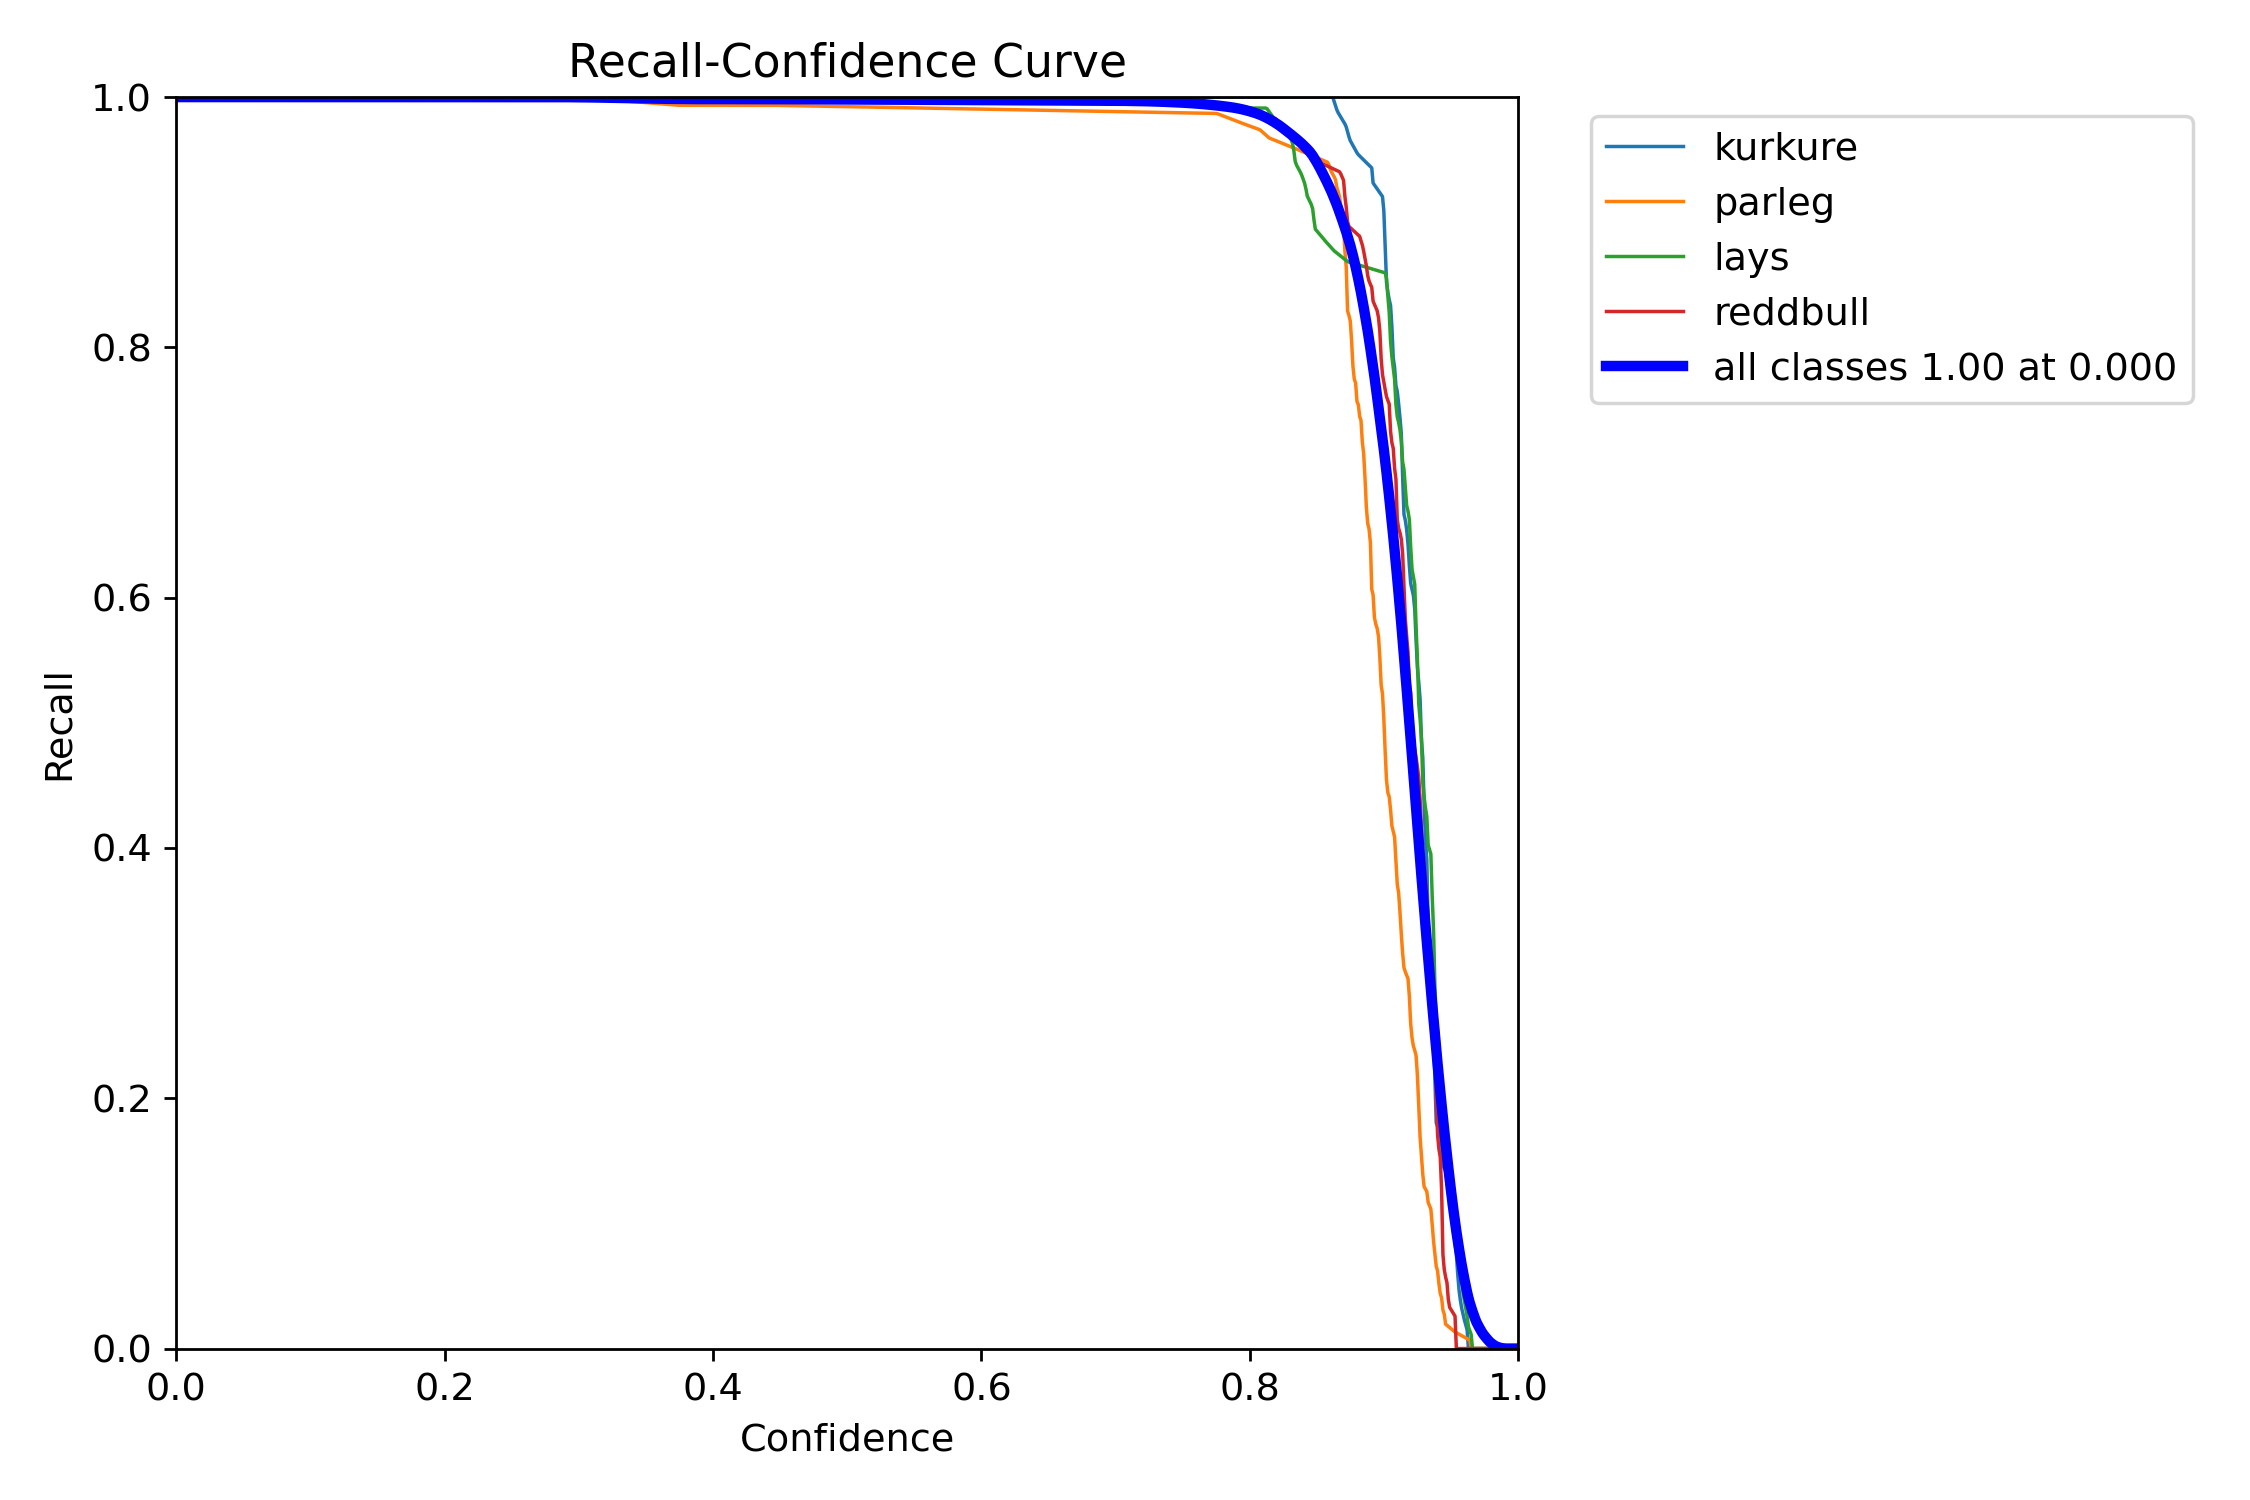 Recall-Confidence Curve
1.0
0.8
0.6
0.4
0.2
0.0
Recall
0.0 0.2 0.4 0.6 0.8 1.0
Confidence
kurkure
parleg
lays
reddbull
all classes 1.00 at 0.000